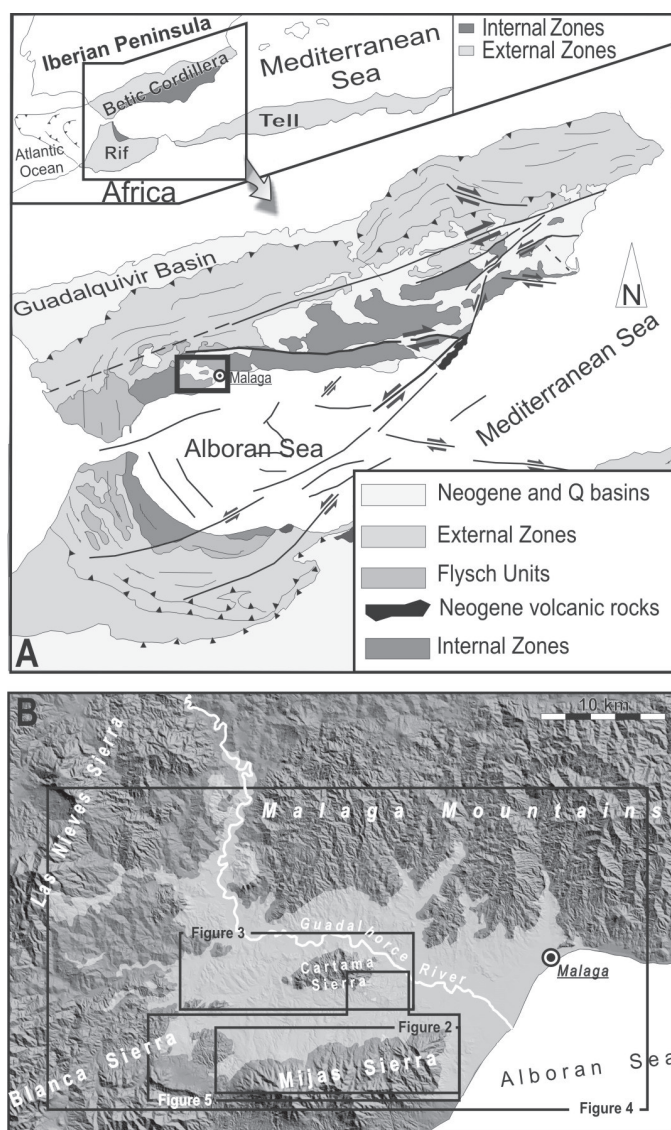 Iberian Peninsula
Mediterranean
Sea
Internal Zones
External Zones
Betic Cordillera
Tell
Rif
Atlantic
Ocean
Africa
Guadalquivir Basin
N
Malaga
Alboran Sea
Mediterranean Sea
Neogene and Q basins
External Zones
Flysch Units
Neogene volcanic rocks
Internal Zones
A
B
10 km
Las Nieves Sierra
Malaga Mountains
Guadalhorce River
Figure 3
Cartama
Sierra
Malaga
Figure 2
Blanca Sierra
Mijas Sierra
Figure 5
Alboran Sea
Figure 4